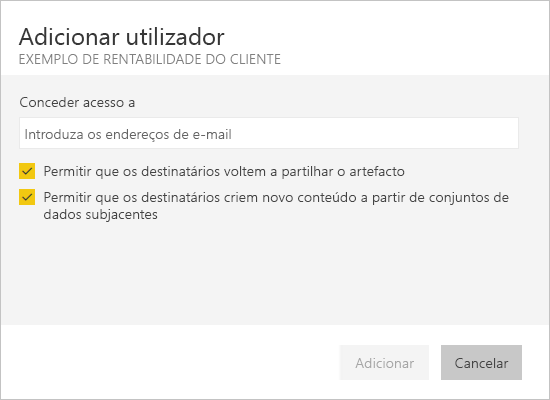 Adicionar utilizador
EXEMPLO DE RENTABILIDADE DO CLIENTE
Conceder acesso a
Introduza os endereços de e-mail
Permitir que os destinatários voltem a partilhar o artefacto
Permitir que os destinatários criem novo conteúdo a partir de conjuntos de
dados subjacentes
Adicionar
Cancelar